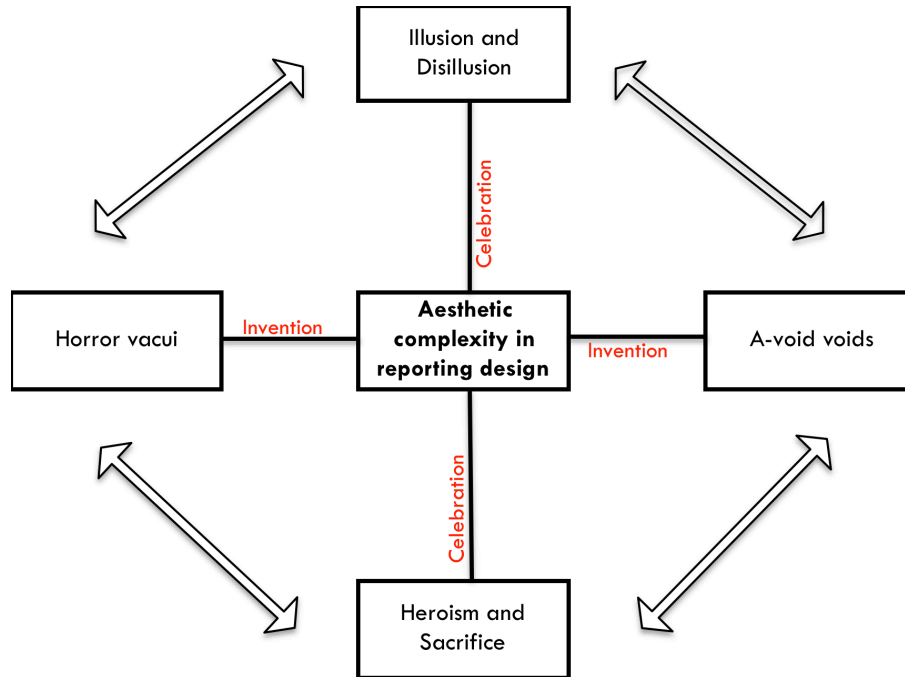 Illusion and
Disillusion
Celebration
Horror vacui
Invention
Aesthetic
complexity in
reporting design
Invention
A-void voids
Celebration
Heroism and
Sacrifice